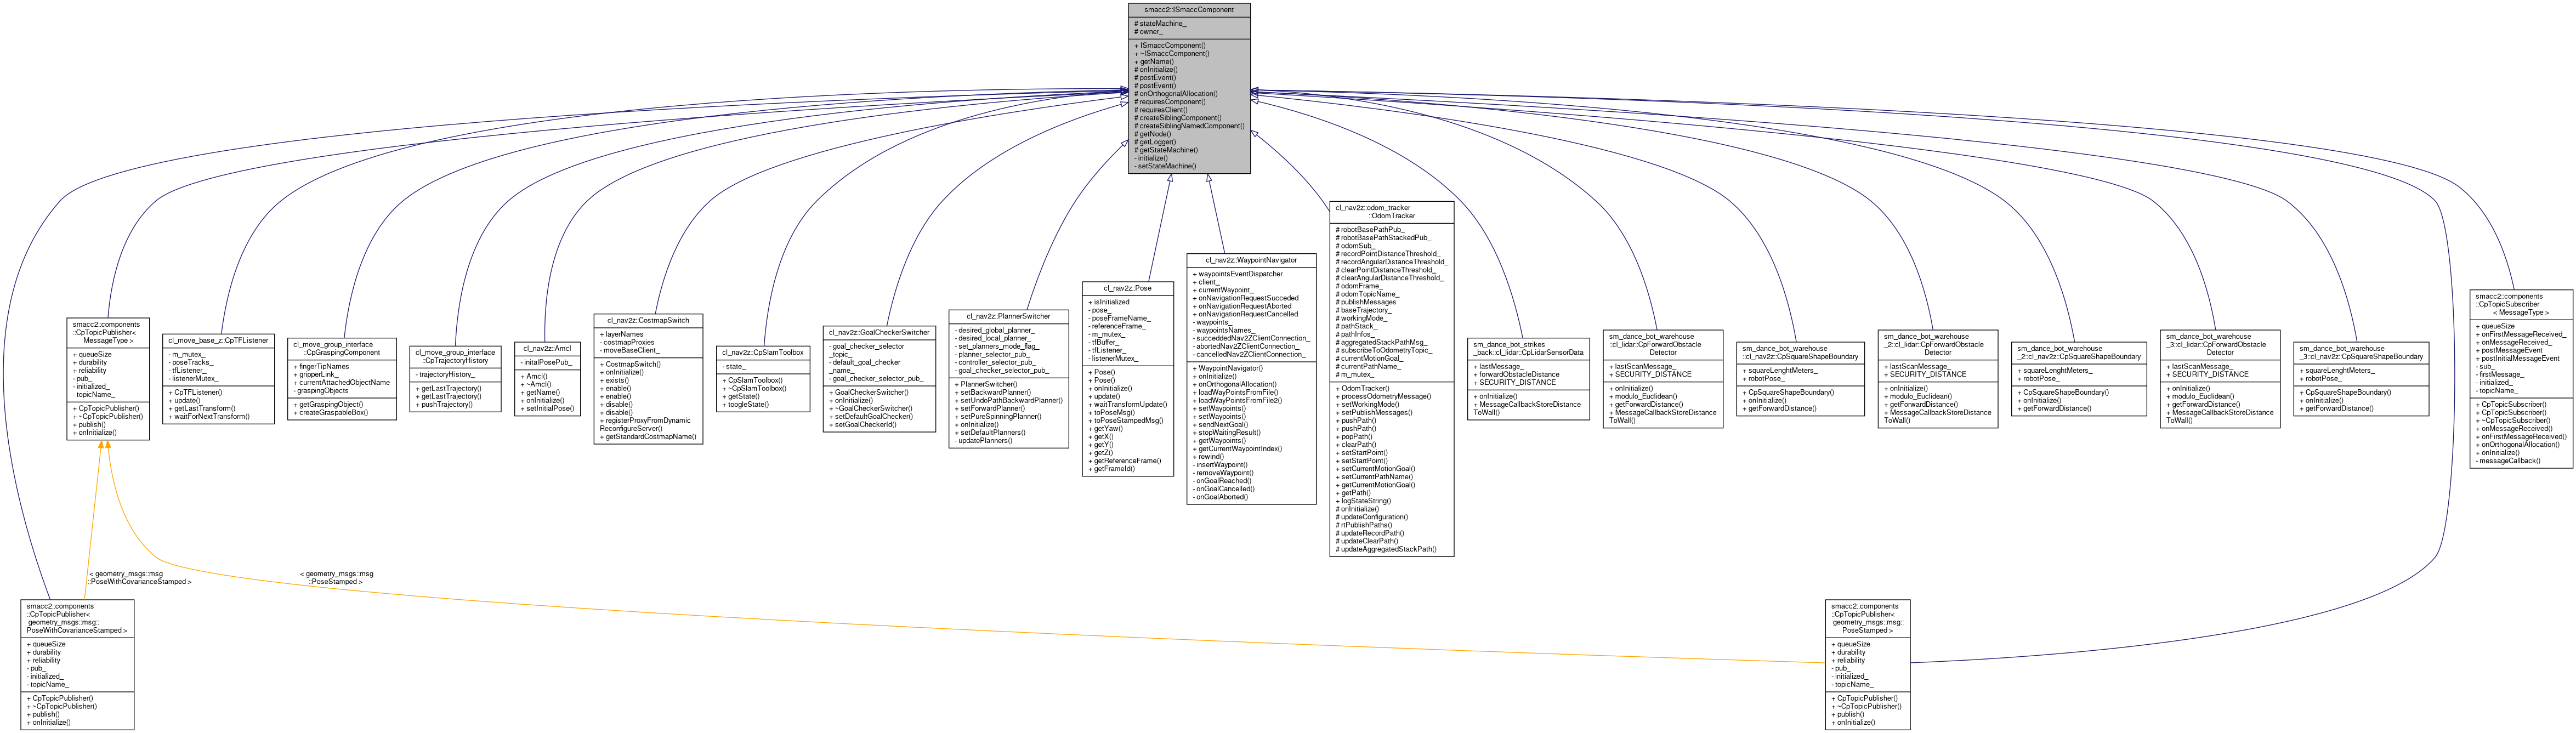 smacc2::ISmaccComponent
# stateMachine_
# owner_
+ ISmaccComponent()
+ ~ISmaccComponent()
+ getName()
# onInitialize()
# postEvent()
# postEvent()
# onOrthogonalAllocation()
# requiresComponent()
# requiresClient()
# createSiblingComponent()
# createSiblingNamedComponent()
# getNode()
# getLogger()
# getStateMachine()
- initialize()
- setStateMachine()
smacc2::components
::CpTopicPublisher<
MessageType >
+ queueSize
+ durability
+ reliability
- pub_
- initialized_
- topicName_
+ CpTopicPublisher()
+ ~CpTopicPublisher()
+ publish()
+ onInitialize()
cl_move_base_z::CpTFListener
- m_mutex_
- poseTracks_
- tfListener_
- listenerMutex_
+ CpTFListener()
+ update()
+ getLastTransform()
+ waitForNextTransform()
cl_move_group_interface
::CpGraspingComponent
+ fingerTipNames
+ gripperLink_
+ currentAttachedObjectName
- graspingObjects
+ getGraspingObject()
+ createGraspableBox()
cl_move_group_interface
::CpTrajectoryHistory
- trajectoryHistory_
+ getLastTrajectory()
+ getLastTrajectory()
+ pushTrajectory()
cl_nav2z::Amcl
- initalPosePub_
+ Amcl()
+ ~Amcl()
+ getName()
+ onInitialize()
+ setInitialPose()
cl_nav2z::CostmapSwitch
+ layerNames
- costmapProxies
- moveBaseClient_
+ CostmapSwitch()
+ onInitialize()
+ exists()
+ enable()
+ enable()
+ disable()
+ disable()
+ registerProxyFromDynamic
ReconfigureServer()
+ getStandardCostmapName()
cl_nav2z::CpSlamToolbox
- state_
+ CpSlamToolbox()
+ ~CpSlamToolbox()
+ getState()
+ toogleState()
cl_nav2z::GoalCheckerSwitcher
- goal_checker_selector
_topic_
- default_goal_checker
_name_
- goal_checker_selector_pub_
+ GoalCheckerSwitcher()
+ onInitialize()
+ ~GoalCheckerSwitcher()
+ setDefaultGoalChecker()
+ setGoalCheckerId()
cl_nav2z::PlannerSwitcher
- desired_global_planner_
- desired_local_planner_
- set_planners_mode_flag_
- planner_selector_pub_
- controller_selector_pub_
- goal_checker_selector_pub_
+ PlannerSwitcher()
+ setBackwardPlanner()
+ setUndoPathBackwardPlanner()
+ setForwardPlanner()
+ setPureSpinningPlanner()
+ onInitialize()
+ setDefaultPlanners()
- updatePlanners()
cl_nav2z::Pose
+ isInitialized
- pose_
- poseFrameName_
- referenceFrame_
- m_mutex_
- tfBuffer_
- tfListener_
- listenerMutex_
+ Pose()
+ Pose()
+ onInitialize()
+ update()
+ waitTransformUpdate()
+ toPoseMsg()
+ toPoseStampedMsg()
+ getYaw()
+ getX()
+ getY()
+ getZ()
+ getReferenceFrame()
+ getFrameId()
cl_nav2z::WaypointNavigator
+ waypointsEventDispatcher
+ client_
+ currentWaypoint_
+ onNavigationRequestSucceded
+ onNavigationRequestAborted
+ onNavigationRequestCancelled
- waypoints_
- waypointsNames_
- succeddedNav2ZClientConnection_
- abortedNav2ZClientConnection_
- cancelledNav2ZClientConnection_
+ WaypointNavigator()
+ onInitialize()
+ onOrthogonalAllocation()
+ loadWayPointsFromFile()
+ loadWayPointsFromFile2()
+ setWaypoints()
+ setWaypoints()
+ sendNextGoal()
+ stopWaitingResult()
+ getWaypoints()
+ getCurrentWaypointIndex()
+ rewind()
- insertWaypoint()
- removeWaypoint()
- onGoalReached()
- onGoalCancelled()
- onGoalAborted()
cl_nav2z::odom_tracker
::OdomTracker
# robotBasePathPub_
# robotBasePathStackedPub_
# odomSub_
# recordPointDistanceThreshold_
# recordAngularDistanceThreshold_
# clearPointDistanceThreshold_
# clearAngularDistanceThreshold_
# odomFrame_
# odomTopicName_
# publishMessages
# baseTrajectory_
# workingMode_
# currentMotionGoal_
# pathStack_
# pathInfos_
# aggregatedStackPathMsg_
# subscribeToOdometryTopic_
# currentPathName_
# m_mutex_
+ OdomTracker()
+ processOdometryMessage()
+ setWorkingMode()
+ setPublishMessages()
+ pushPath()
+ pushPath()
+ popPath()
+ clearPath()
+ setStartPoint()
+ setStartPoint()
+ setCurrentMotionGoal()
+ setCurrentPathName()
+ getCurrentMotionGoal()
+ getPath()
+ logStateString()
# onInitialize()
# updateConfiguration()
# rtPublishPaths()
# updateRecordPath()
# updateClearPath()
# updateAggregatedStackPath()
sm_dance_bot_strikes
_back::cl_lidar::CpLidarSensorData
+ lastMessage_
+ forwardObstacleDistance
+ SECURITY_DISTANCE
+ onInitialize()
+ MessageCallbackStoreDistance
ToWall()
sm_dance_bot_warehouse
::cl_lidar::CpForwardObstacle
Detector
+ lastScanMessage_
+ SECURITY_DISTANCE
+ onInitialize()
+ modulo_Euclidean()
+ getForwardDistance()
+ MessageCallbackStoreDistance
ToWall()
sm_dance_bot_warehouse
::cl_nav2z::CpSquareShapeBoundary
+ squareLenghtMeters_
+ robotPose_
+ CpSquareShapeBoundary()
+ onInitialize()
+ getForwardDistance()
sm_dance_bot_warehouse
_2::cl_lidar::CpForwardObstacle
Detector
+ lastScanMessage_
+ SECURITY_DISTANCE
+ onInitialize()
+ modulo_Euclidean()
+ getForwardDistance()
+ MessageCallbackStoreDistance
ToWall()
sm_dance_bot_warehouse
_2::cl_nav2z::CpSquareShapeBoundary
+ squareLenghtMeters_
+ robotPose_
+ CpSquareShapeBoundary()
+ onInitialize()
+ getForwardDistance()
sm_dance_bot_warehouse
_3::cl_lidar::CpForwardObstacle
Detector
+ lastScanMessage_
+ SECURITY_DISTANCE
+ onInitialize()
+ modulo_Euclidean()
+ getForwardDistance()
+ MessageCallbackStoreDistance
ToWall()
sm_dance_bot_warehouse
_3::cl_nav2z::CpSquareShapeBoundary
+ squareLenghtMeters_
+ robotPose_
+ CpSquareShapeBoundary()
+ onInitialize()
+ getForwardDistance()
smacc2::components
::CpTopicSubscriber
< MessageType >
+ queueSize
+ onFirstMessageReceived_
+ onMessageReceived_
+ postMessageEvent
+ postInitialMessageEvent
- sub_
- firstMessage_
- initialized_
- topicName_
+ CpTopicSubscriber()
+ CpTopicSubscriber()
+ ~CpTopicSubscriber()
+ onMessageReceived()
+ onFirstMessageReceived()
+ onOrthogonalAllocation()
+ onInitialize()
- messageCallback()
< geometry_msgs::msg
::PoseWithCovarianceStamped >
< geometry_msgs::msg
::PoseStamped >
smacc2::components
::CpTopicPublisher<
geometry_msgs::msg::
PoseWithCovarianceStamped >
+ queueSize
+ durability
+ reliability
- pub_
- initialized_
- topicName_
+ CpTopicPublisher()
+ ~CpTopicPublisher()
+ publish()
+ onInitialize()
smacc2::components
::CpTopicPublisher<
geometry_msgs::msg::
PoseStamped >
+ queueSize
+ durability
+ reliability
- pub_
- initialized_
- topicName_
+ CpTopicPublisher()
+ ~CpTopicPublisher()
+ publish()
+ onInitialize()